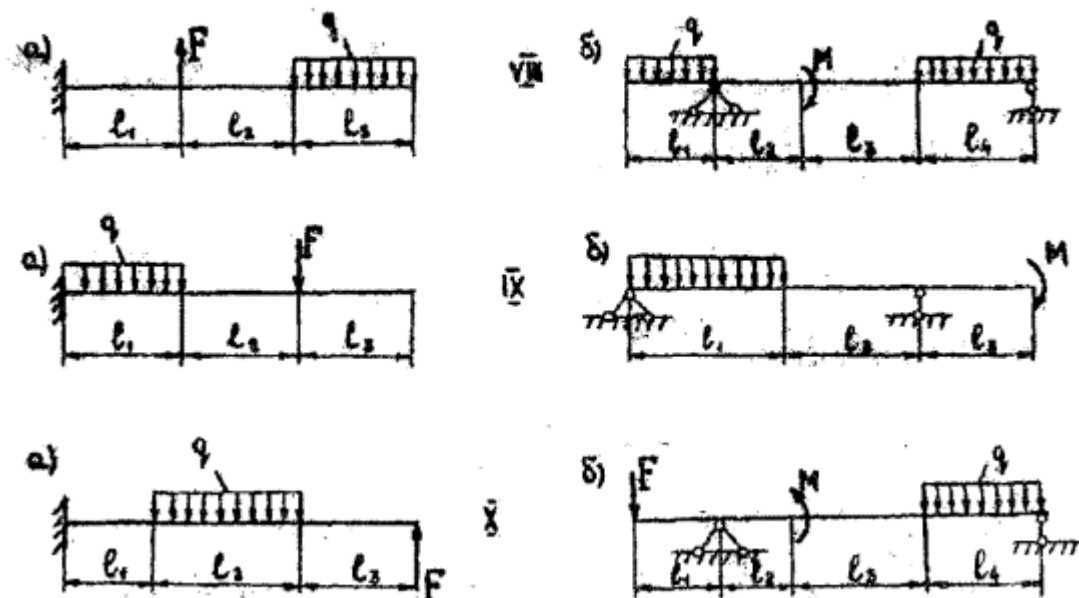 а) F q VIII б) q M q
l₁ l₂ l₃ l₁ l₂ l₃ l₄
а) q F IX б) M
l₁ l₂ l₃ l₁ l₂ l₃
а) q X б) F M q
l₁ l₂ l₃ F l₁ l₂ l₃ l₄